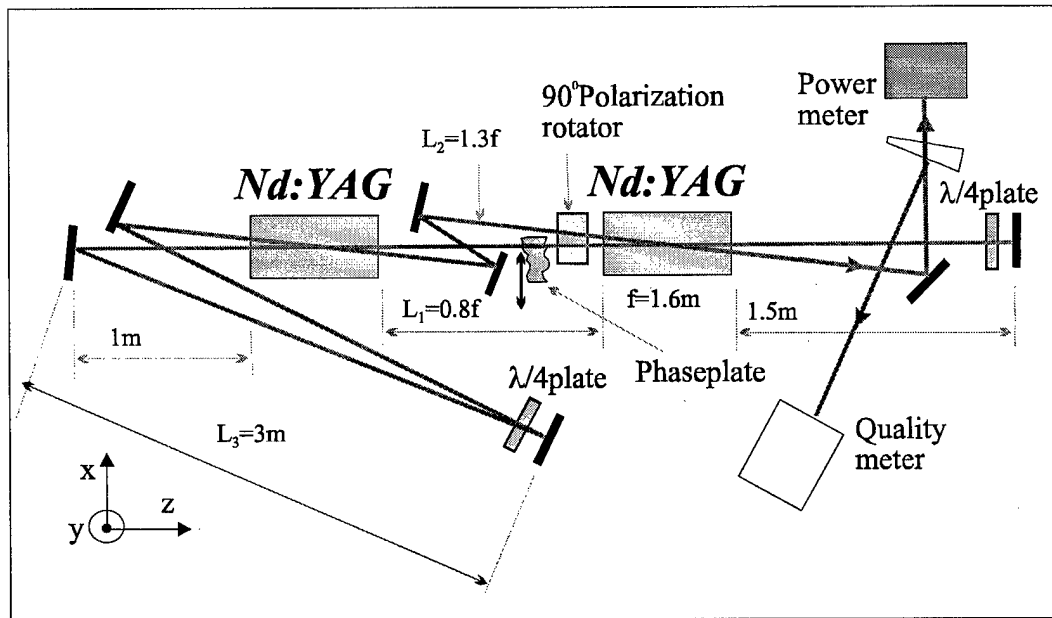 Power
meter
90°Polarization
rotator
L₂=1.3f
Nd:YAG
Nd:YAG
λ/4plate
L₁=0.8f
f=1.6m
1.5m
1m
Phaseplate
λ/4plate
L₃=3m
Quality
meter
x
y
z